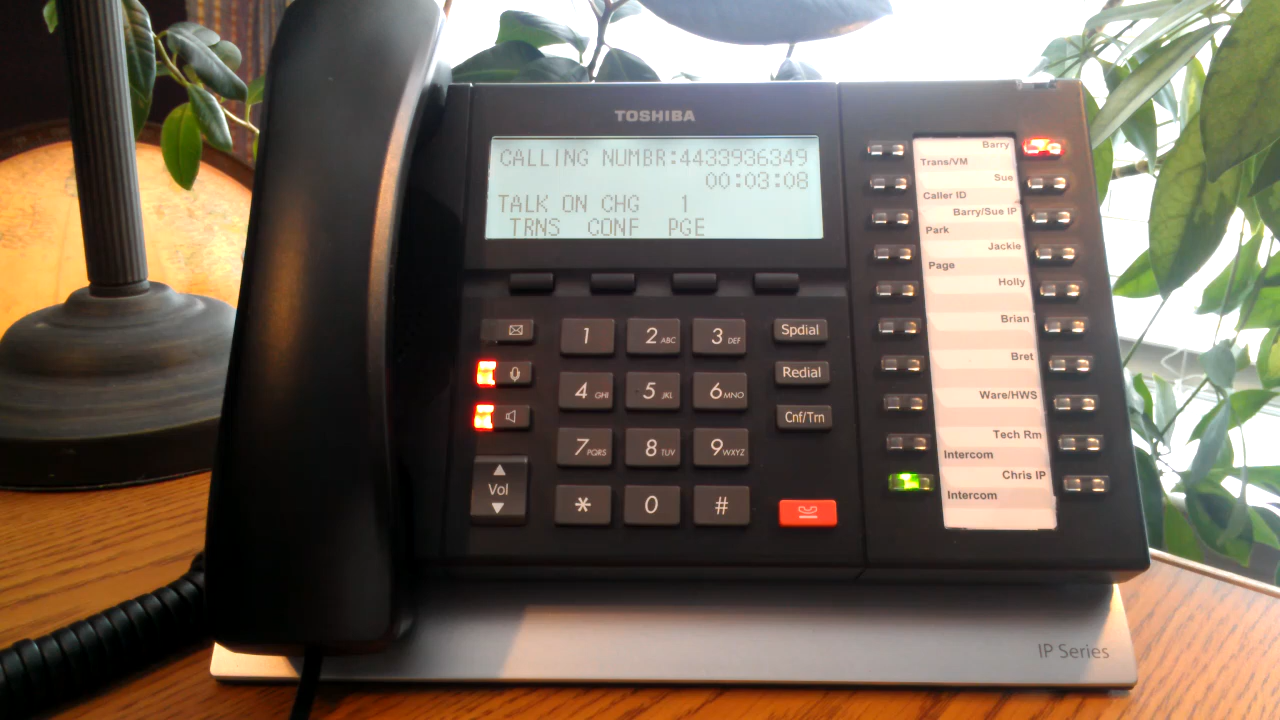 TOSHIBA
CALLING NUMBR:4433936349
00:03:08
TALK ON CHG 1
TRNS CONF PGE
1
2 ABC
3 DEF
Spdial
4 GHI
5 JKL
6 MNO
Redial
7 PQRS
8 TUV
9 WXYZ
Cnf/Trn
Vol
* 0 #
Barry
Trans/VM
Sue
Caller ID
Barry/Sue IP
Park
Jackie
Page
Holly
Brian
Bret
Ware/HWS
Tech Rm
Intercom
Chris IP
Intercom
IP Series